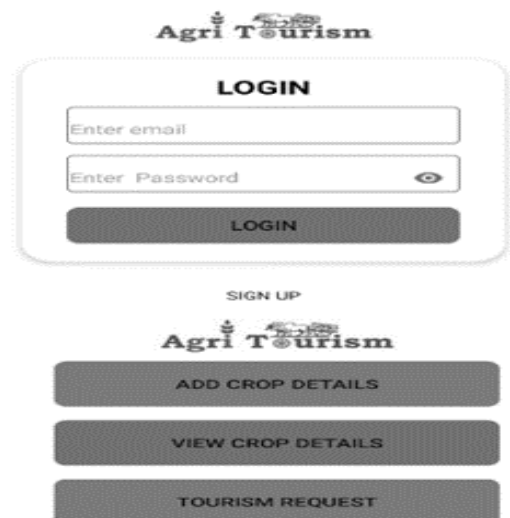 Agri Tourism
LOGIN
Enter email
Enter Password
LOGIN
SIGN UP
Agri Tourism
ADD CROP DETAILS
VIEW CROP DETAILS
TOURISM REQUEST